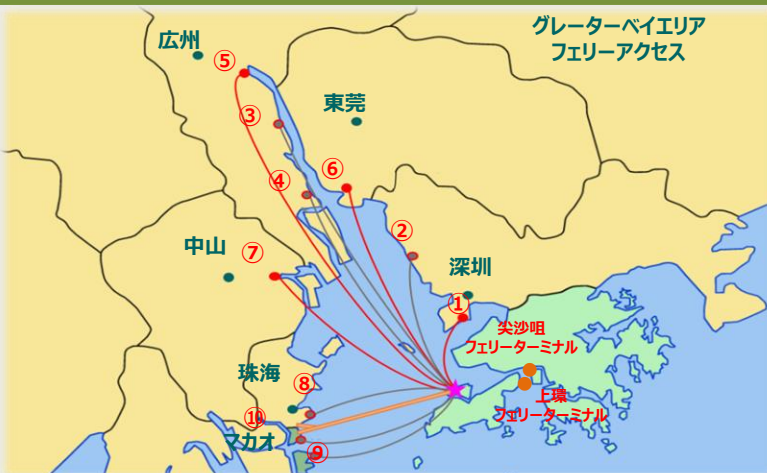 グレーターベイエリア
フェリーアクセス
広州
⑤
③
東莞
④
⑥
②
中山
⑦
深圳
①
尖沙咀
フェリーターミナル
珠海
⑧
上環
フェリーターミナル
⑩
マカオ
⑨